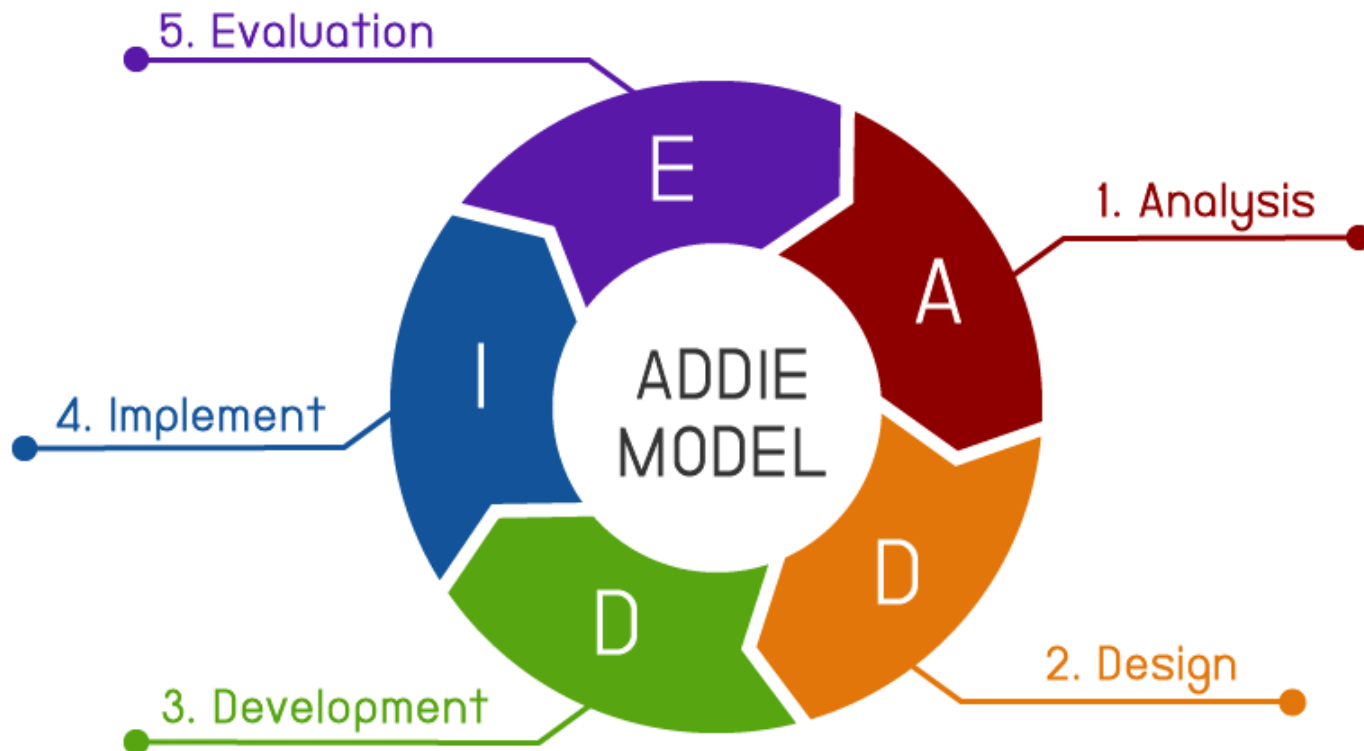 5. Evaluation
E
1. Analysis
A
ADDIE
MODEL
I
4. Implement
D
D
2. Design
3. Development